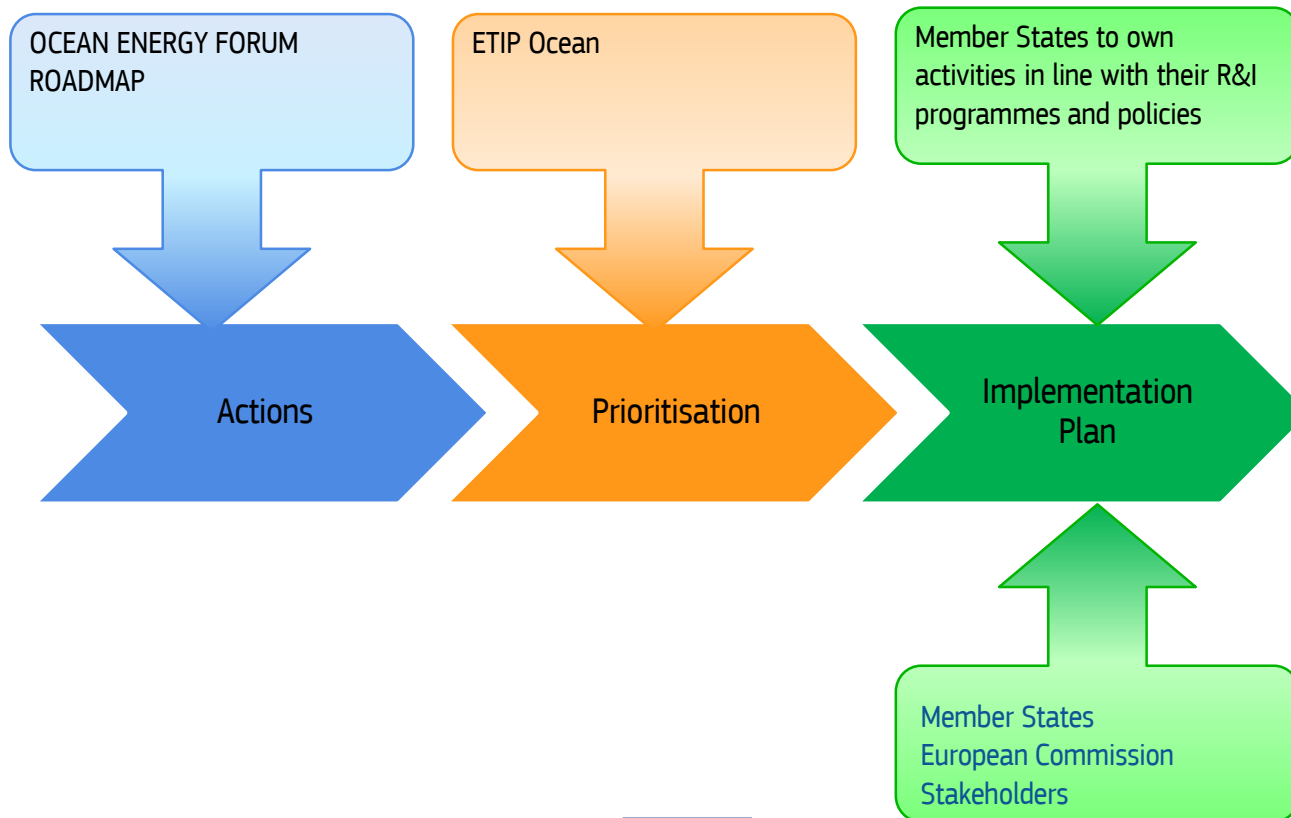 OCEAN ENERGY FORUM
ROADMAP
ETIP Ocean
Member States to own
activities in line with their R&I
programmes and policies
Actions
Prioritisation
Implementation
Plan
Member States
European Commission
Stakeholders